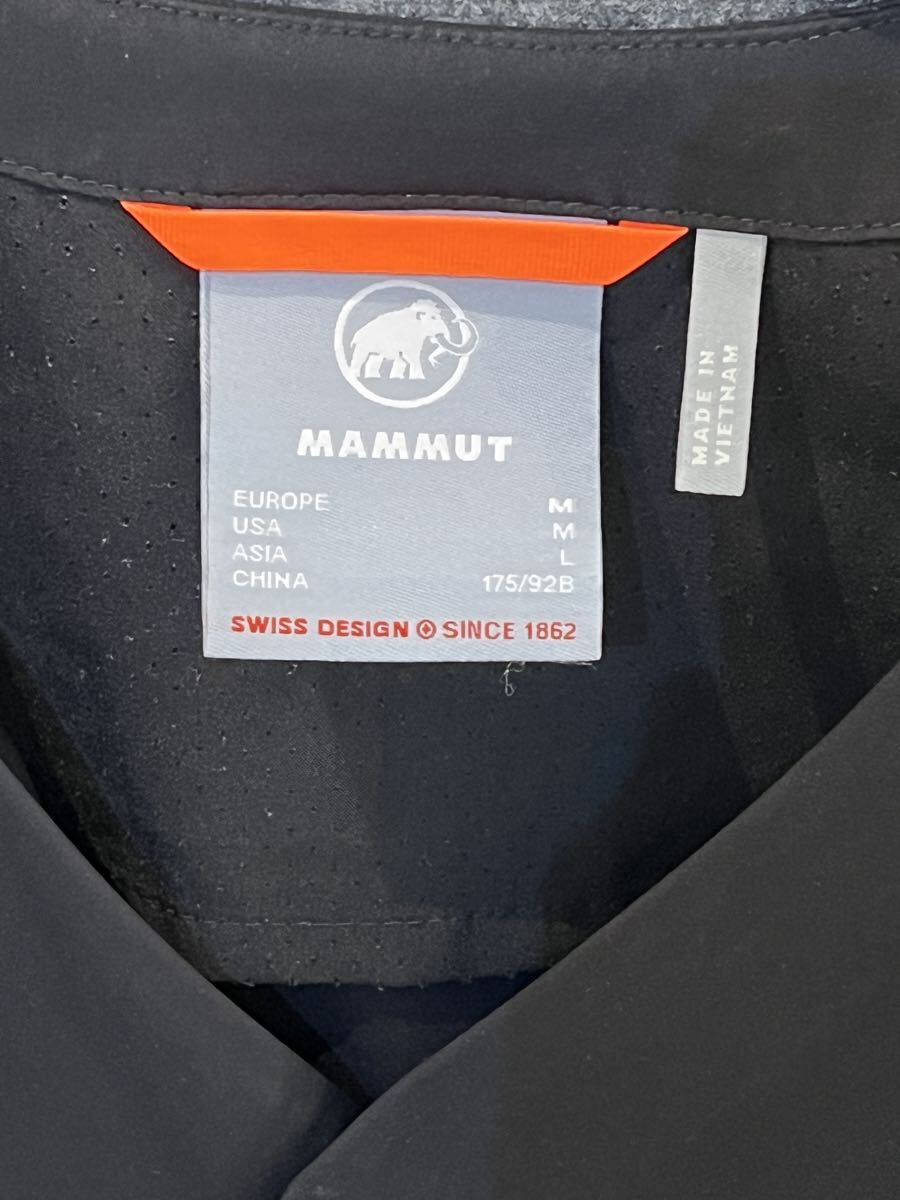 MAMMUT
EUROPE M
USA M
ASIA L
CHINA 175/92B
SWISS DESIGN SINCE 1862
MADE IN
VIETNAM